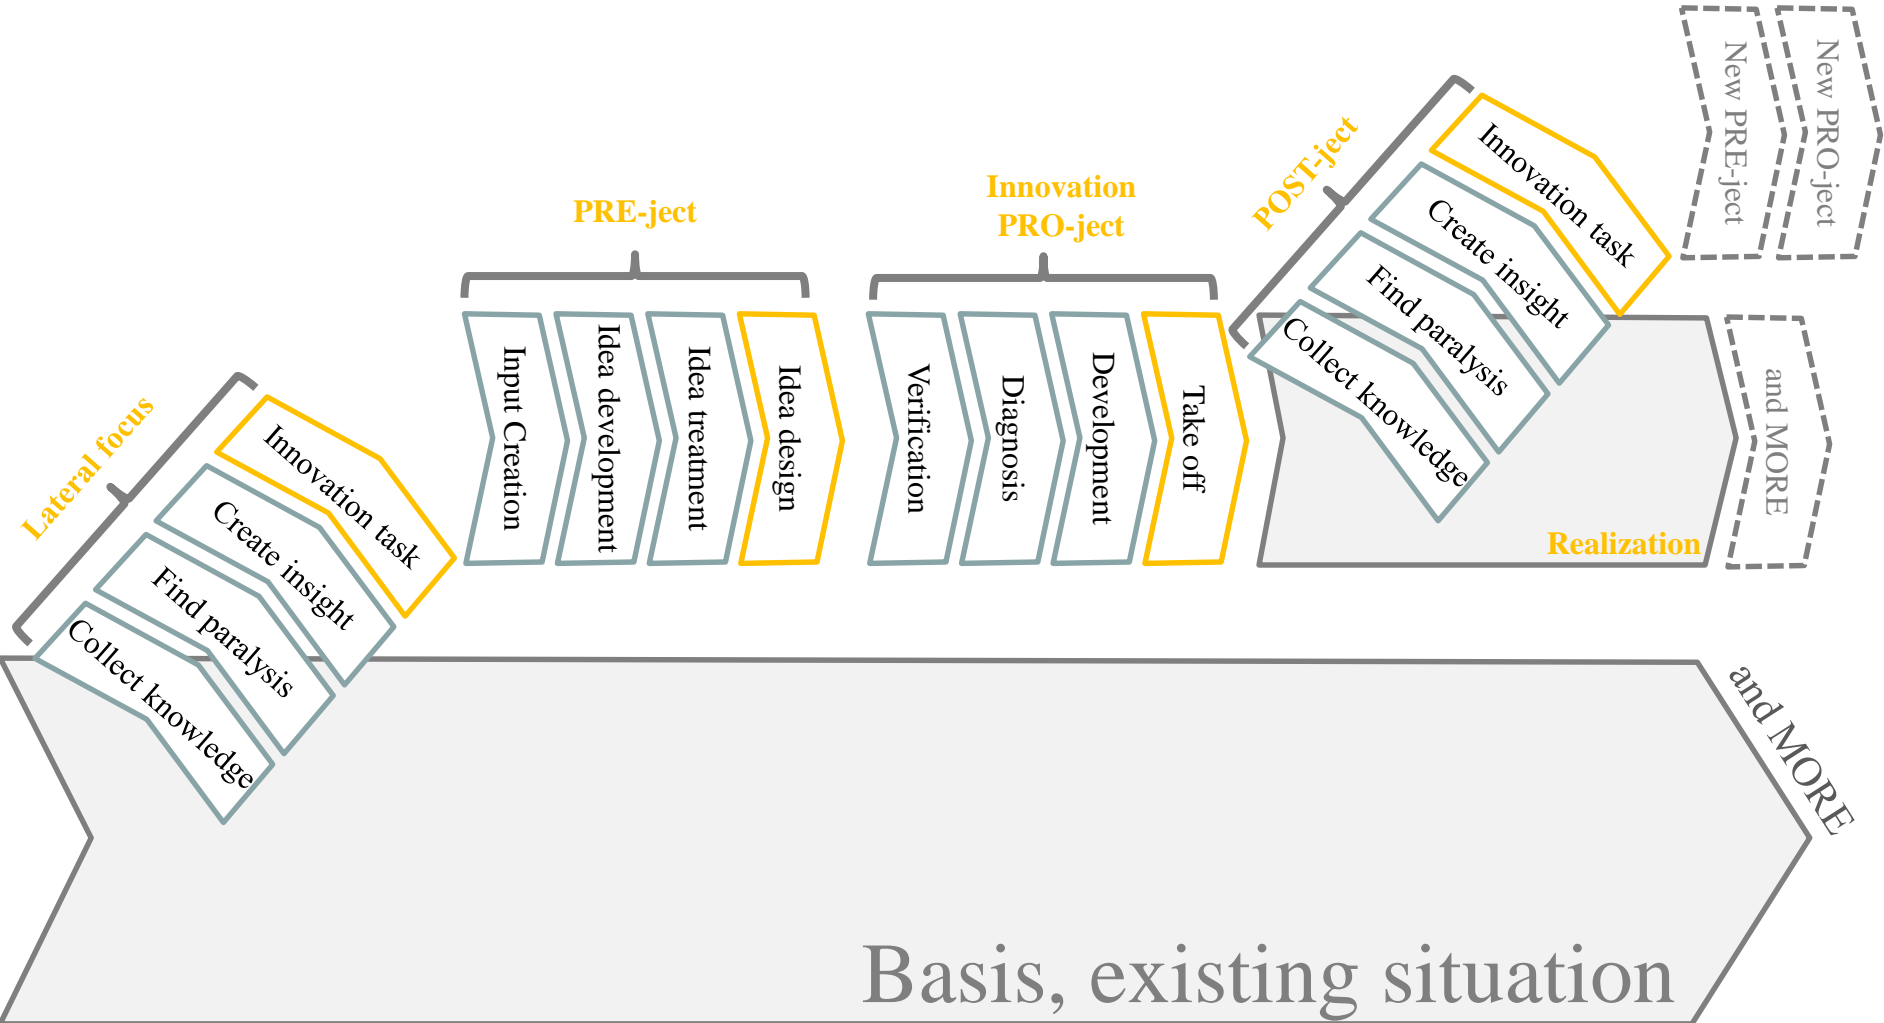 Lateral focus
Collect knowledge
Find paralysis
Create insight
Innovation task
PRE-ject
Input Creation
Idea development
Idea treatment
Idea design
Innovation
PRO-ject
Verification
Diagnosis
Development
Take off
POST-ject
Collect knowledge
Find paralysis
Create insight
Innovation task
Realization
New PRE-ject
New PRO-ject
and MORE
and MORE
Basis, existing situation